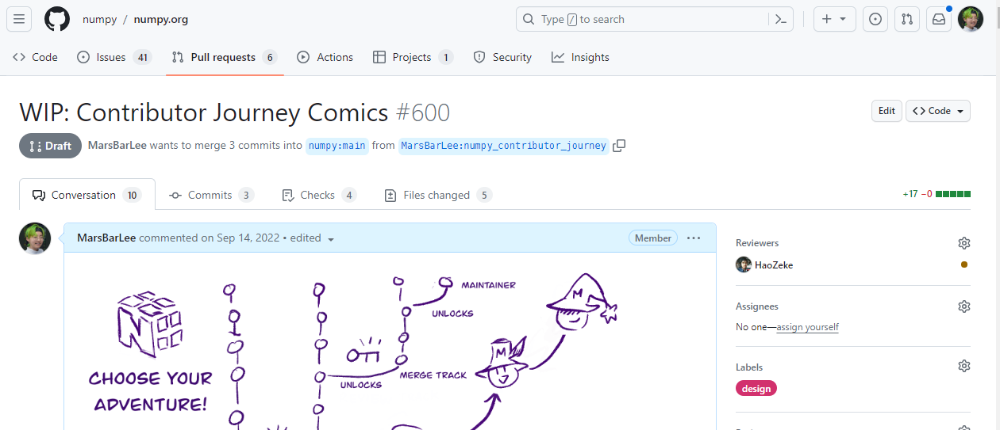 numpy / numpy.org
Type / to search
Code
Issues 41
Pull requests 6
Actions
Projects 1
Security
Insights
WIP: Contributor Journey Comics #600
Edit
Code
Draft
MarsBarLee wants to merge 3 commits into numpy:main from MarsBarLee:numpy_contributor_journey
Conversation 10
Commits 3
Checks 4
Files changed 5
+17 −0
MarsBarLee commented on Sep 14, 2022 • edited
Member
N
CHOOSE YOUR
ADVENTURE!
MAINTAINER
UNLOCKS
MERGE TRACK
UNLOCKS
M
M
Reviewers
HaoZeke
Assignees
No one—assign yourself
Labels
design